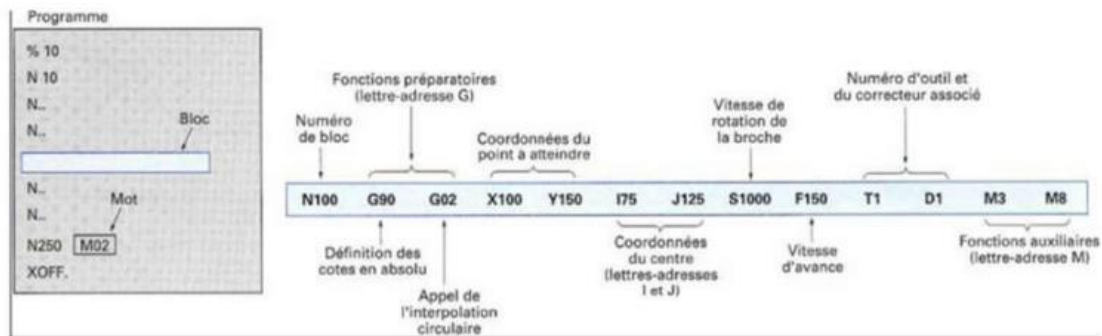 Programme
% 10
N 10
N..
N..
Bloc
N..
Mot
N..
N250 M02
XOFF.
Fonctions préparatoires
(lettre-adresse G)
Numéro d'outil et
du correcteur associé
Numéro
de bloc
Coordonnées du
point à atteindre
Vitesse de
rotation de
la broche
N100 G90 G02 X100 Y150 I75 J125 S1000 F150 T1 D1 M3 M8
Définition des
cotes en absolu
Appel de
l'interpolation
circulaire
Coordonnées
du centre
(lettres-adresses
I et J)
Vitesse
d'avance
Fonctions auxiliaires
(lettre-adresse M)